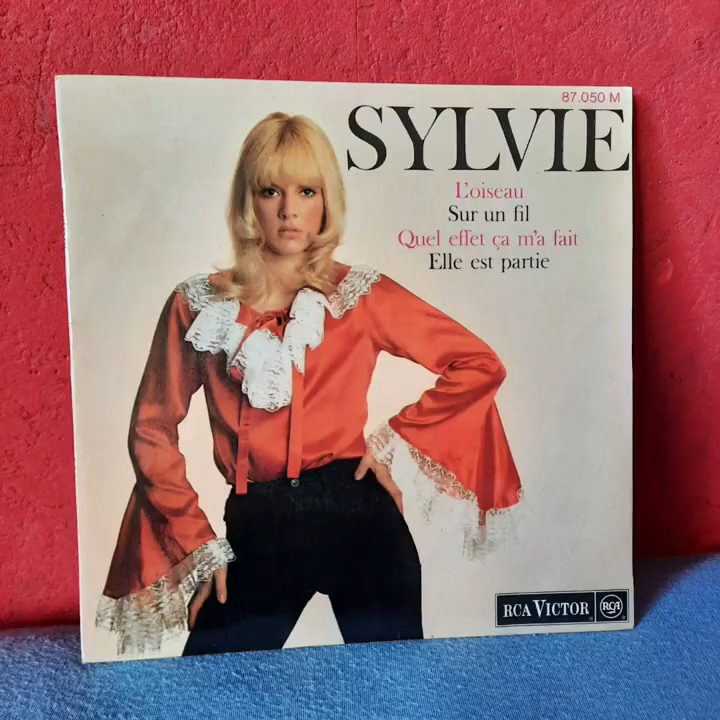 87.050 M
SYLVIE
L'oiseau
Sur un fil
Quel effet ça m'a fait
Elle est partie
RCA VICTOR RCA